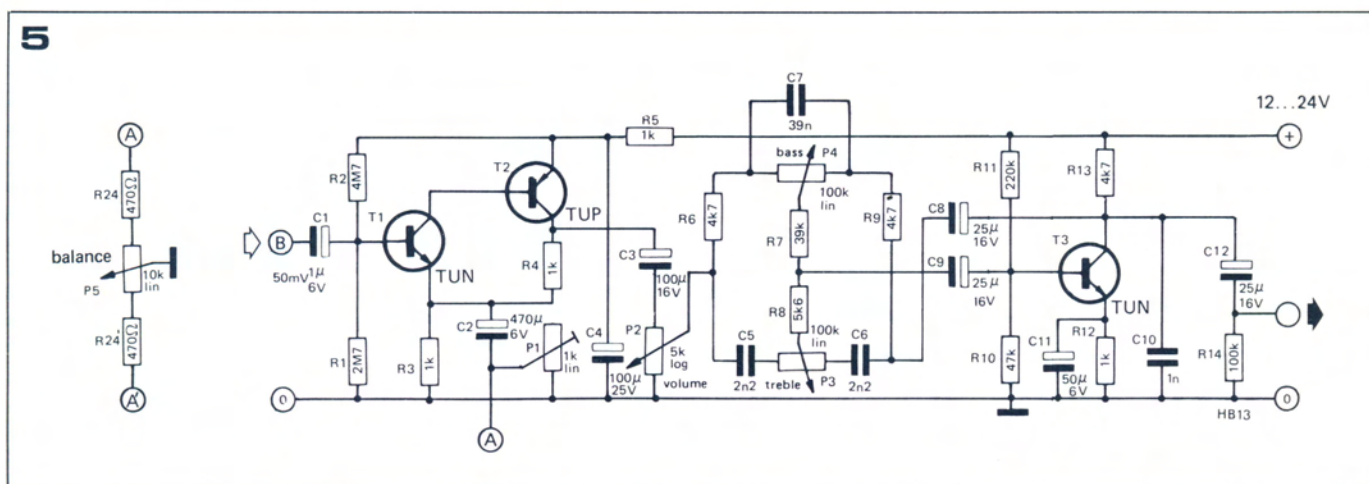 5
A
R24
470Ω
balance
10k
lin
P5
R24'
470Ω
A'
B
50mV
C1
1µ
6V
R2
4M7
R1
2M7
0
T1
TUN
T2
TUP
R3
1k
R4
1k
C2
470µ
6V
P1
1k
lin
A
C3
100µ
16V
C4
100µ
25V
P2
5k
log
volume
R5
1k
C7
39n
bass
P4
100k
lin
R6
4k7
R7
39k
R8
5k6
R9
4k7
100k
lin
C5
2n2
treble
P3
C6
2n2
C8
25µ
16V
C9
25µ
16V
R11
220k
R10
47k
R13
4k7
T3
TUN
C11
50µ
6V
R12
1k
C10
1n
C12
25µ
16V
R14
100k
12...24V
+
0
HB13